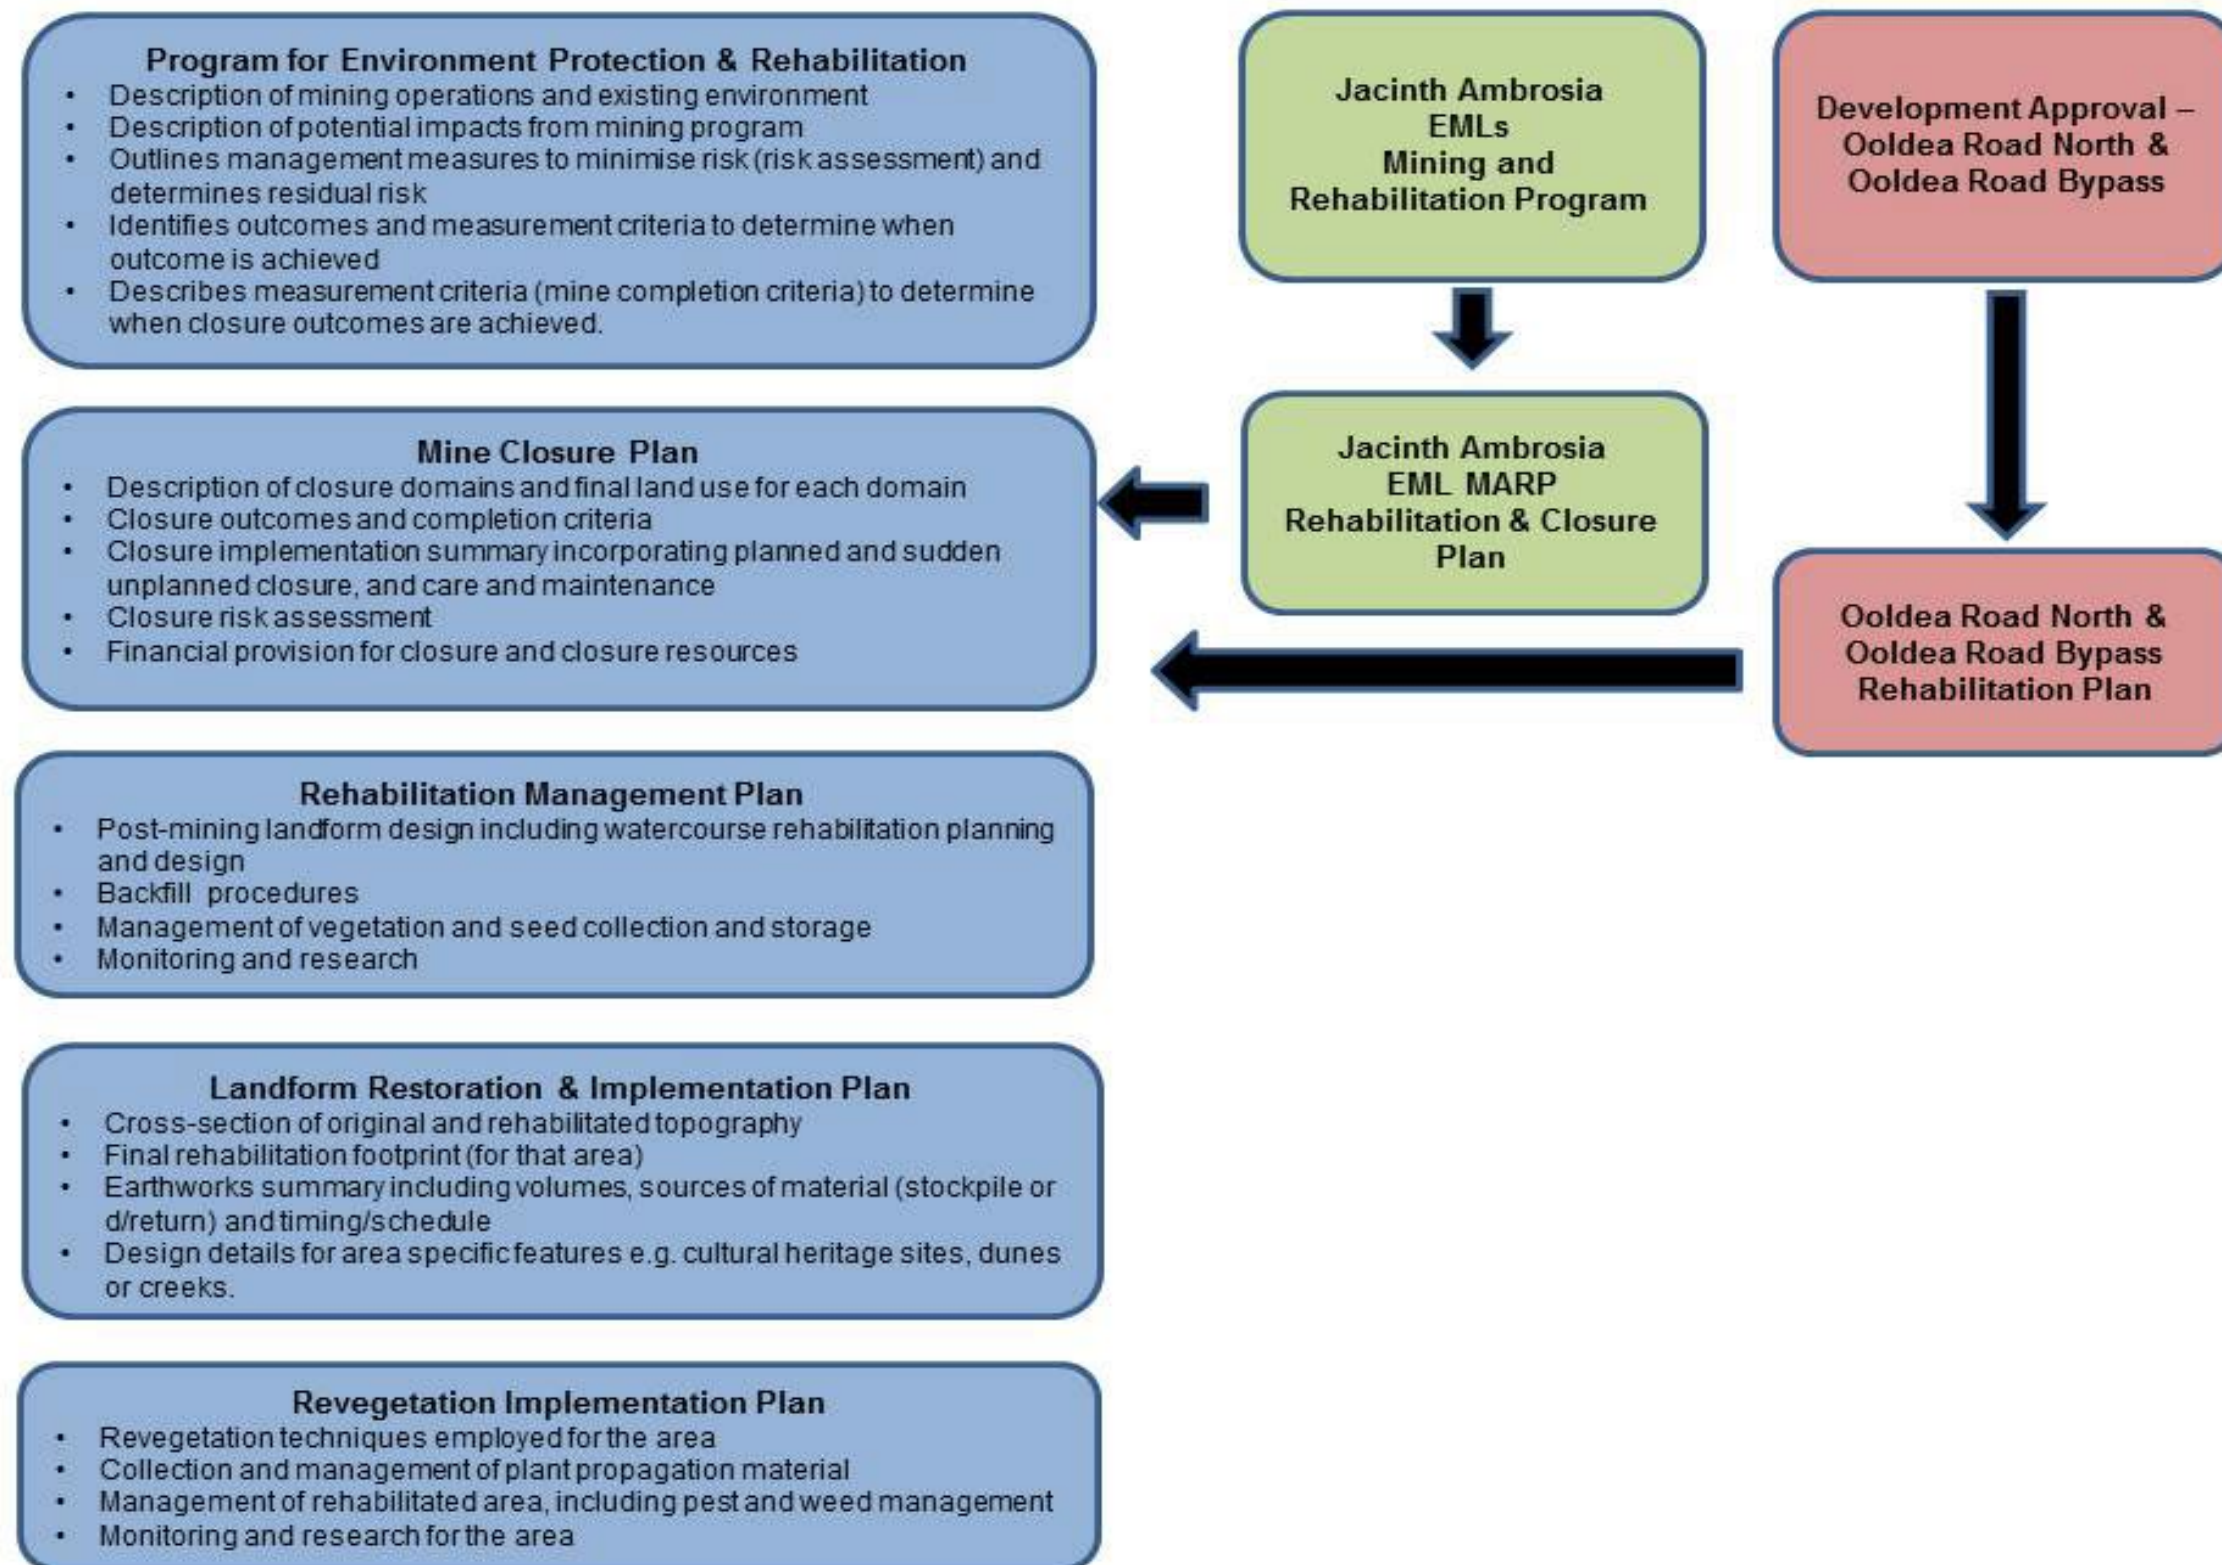 Program for Environment Protection & Rehabilitation
• Description of mining operations and existing environment
• Description of potential impacts from mining program
• Outlines management measures to minimise risk (risk assessment) and
determines residual risk
• Identifies outcomes and measurement criteria to determine when
outcome is achieved
• Describes measurement criteria (mine completion criteria) to determine
when closure outcomes are achieved.
Mine Closure Plan
• Description of closure domains and final land use for each domain
• Closure outcomes and completion criteria
• Closure implementation summary incorporating planned and sudden
unplanned closure, and care and maintenance
• Closure risk assessment
• Financial provision for closure and closure resources
Rehabilitation Management Plan
• Post-mining landform design including watercourse rehabilitation planning
and design
• Backfill procedures
• Management of vegetation and seed collection and storage
• Monitoring and research
Landform Restoration & Implementation Plan
• Cross-section of original and rehabilitated topography
• Final rehabilitation footprint (for that area)
• Earthworks summary including volumes, sources of material (stockpile or
d/return) and timing/schedule
• Design details for area specific features e.g. cultural heritage sites, dunes
or creeks.
Revegetation Implementation Plan
• Revegetation techniques employed for the area
• Collection and management of plant propagation material
• Management of rehabilitated area, including pest and weed management
• Monitoring and research for the area
Jacinth Ambrosia
EMLs
Mining and
Rehabilitation Program
Jacinth Ambrosia
EML MARP
Rehabilitation & Closure
Plan
Development Approval –
Ooldea Road North &
Ooldea Road Bypass
Ooldea Road North &
Ooldea Road Bypass
Rehabilitation Plan